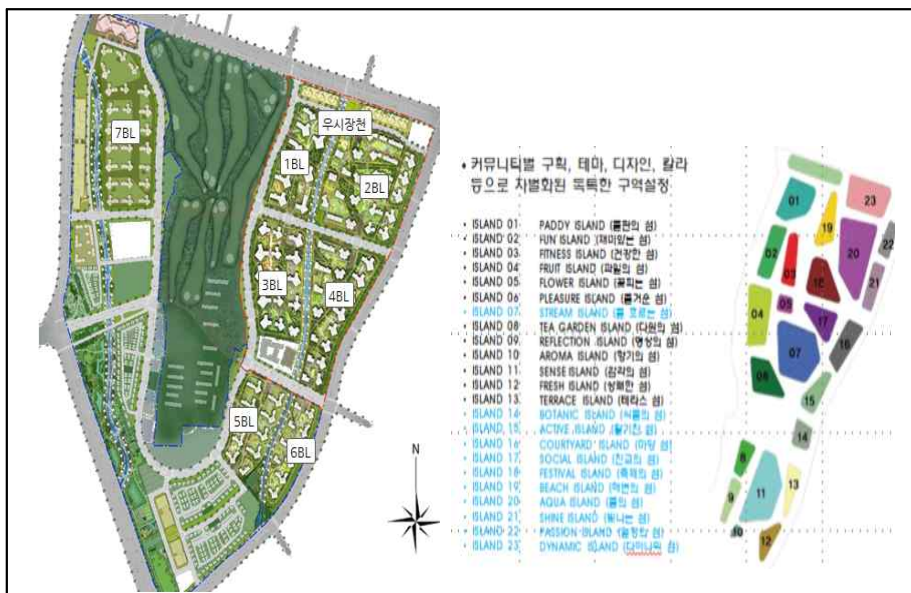 7BL
우시장천
1BL
2BL
3BL
4BL
5BL
6BL
N
• 커뮤니티별 구획, 테마, 디자인, 칼라
등으로 차별화된 독특한 구역설정
ISLAND 01 PADDY ISLAND (들판의 섬)
ISLAND 02 FUN ISLAND (재미있는 섬)
ISLAND 03 FITNESS ISLAND (건강한 섬)
ISLAND 04 FRUIT ISLAND (과일의 섬)
ISLAND 05 FLOWER ISLAND (꽃피는 섬)
ISLAND 06 PLEASURE ISLAND (즐거운 섬)
ISLAND 07 STREAM ISLAND (물 흐르는 섬)
ISLAND 08 TEA GARDEN ISLAND (다원의 섬)
ISLAND 09 REFLECTION ISLAND (명상의 섬)
ISLAND 10 AROMA ISLAND (향기의 섬)
ISLAND 11 SENSE ISLAND (감각의 섬)
ISLAND 12 FRESH ISLAND (상쾌한 섬)
ISLAND 13 TERRACE ISLAND (테라스 섬)
ISLAND 14 BOTANIC ISLAND (식물의 섬)
ISLAND 15 ACTIVE ISLAND (활기찬 섬)
ISLAND 16 COURTYARD ISLAND (마당 섬)
ISLAND 17 SOCIAL ISLAND (친교의 섬)
ISLAND 18 FESTIVAL ISLAND (축제의 섬)
ISLAND 19 BEACH ISLAND (해변의 섬)
ISLAND 20 AQUA ISLAND (물의 섬)
ISLAND 21 SHINE ISLAND (빛나는 섬)
ISLAND 22 PASSION ISLAND (열정의 섬)
ISLAND 23 DYNAMIC ISLAND (다이나믹 섬)
01
23
19
02
20
22
03
18
21
04
05
17
07
16
06
15
14
8
13
9
11
10
12